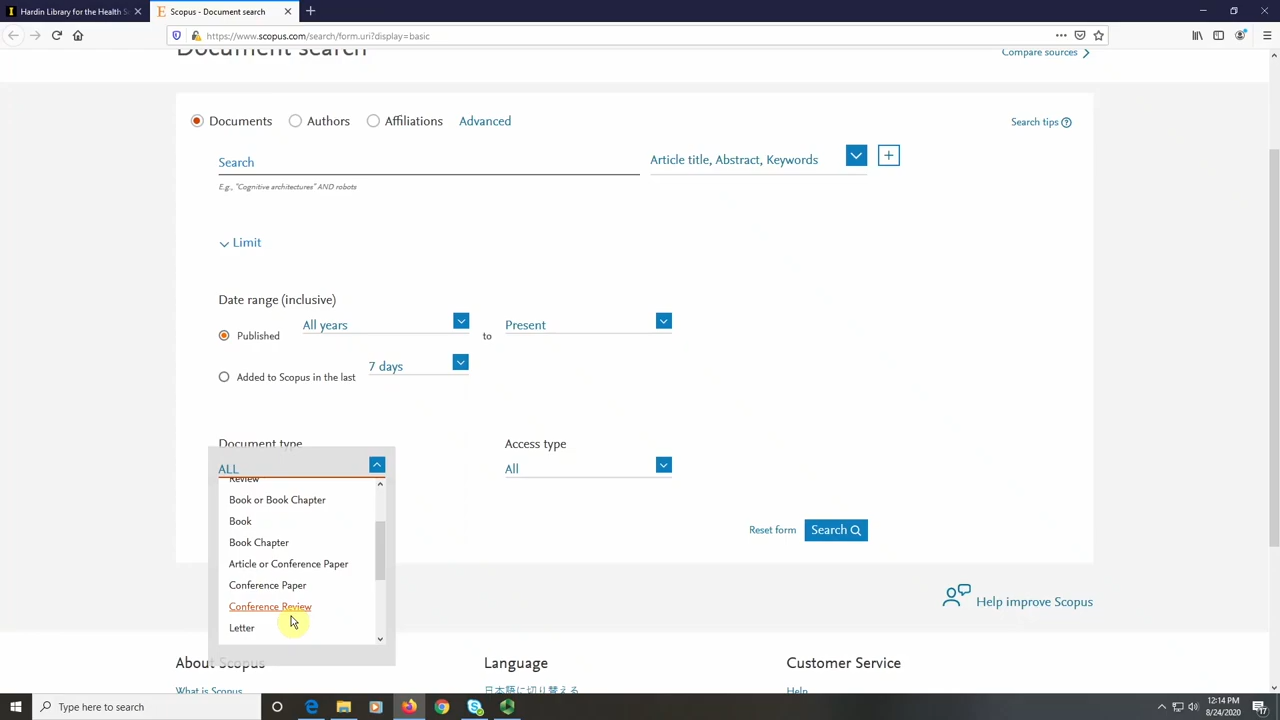 Hardin Library for the Health S
Scopus - Document search
https://www.scopus.com/search/form.uri?display=basic
Document search
Compare sources
Documents
Authors
Affiliations
Advanced
Search tips
Search
Article title, Abstract, Keywords
E.g., "Cognitive architectures" AND robots
Limit
Date range (inclusive)
Published
All years
to
Present
Added to Scopus in the last
7 days
Document type
Access type
ALL
All
Review
Book or Book Chapter
Book
Book Chapter
Article or Conference Paper
Conference Paper
Conference Review
Letter
Reset form
Search
Help improve Scopus
About Scopus
Language
Customer Service
What is Scopus
日本語に切り替える
Help
Type here to search
12:14 PM
8/24/2020
17